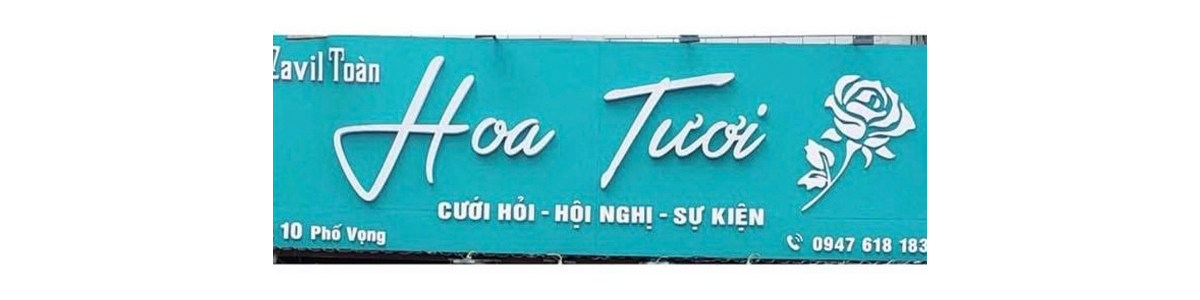 Zavil Toàn
Hoa Tươi
CƯỚI HỎI - HỘI NGHỊ - SỰ KIỆN
10 Phố Vọng
0947 618 183